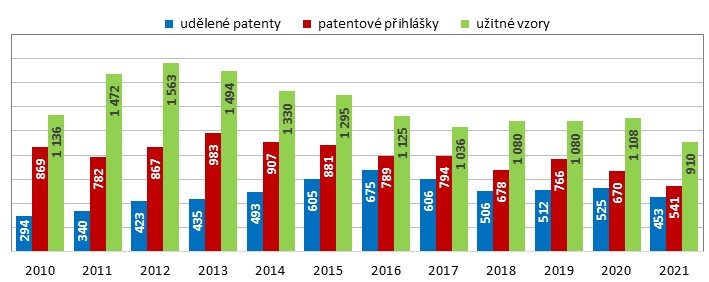 udělené patenty patentové přihlášky užitné vzory
294 869 1 136
340 782 1 472
423 867 1 563
435 983 1 494
493 907 1 330
605 881 1 295
675 789 1 125
606 794 1 036
506 678 1 080
512 766 1 080
525 670 1 108
453 541 910
2010 2011 2012 2013 2014 2015 2016 2017 2018 2019 2020 2021